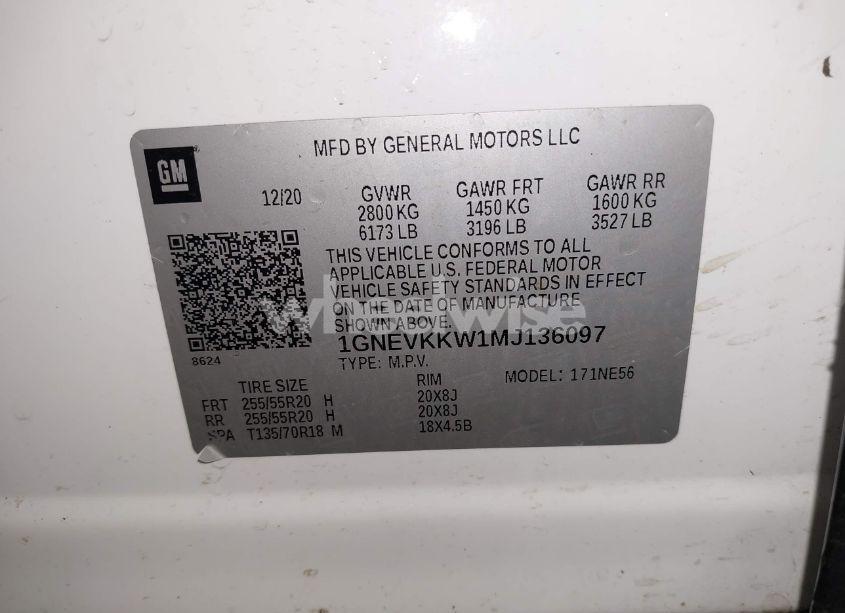 MFD BY GENERAL MOTORS LLC
GM
12/20
GVWR GAWR FRT GAWR RR
2800 KG 1450 KG 1600 KG
6173 LB 3196 LB 3527 LB
THIS VEHICLE CONFORMS TO ALL
APPLICABLE U.S. FEDERAL MOTOR
VEHICLE SAFETY STANDARDS IN EFFECT
ON THE DATE OF MANUFACTURE
SHOWN ABOVE.
wheelwise
8624
1GNEVKKW1MJ136097
TYPE: M.P.V. MODEL: 171NE56
TIRE SIZE RIM
FRT 255/55R20 H 20X8J
RR 255/55R20 H 20X8J
SPA T135/70R18 M 18X4.5B